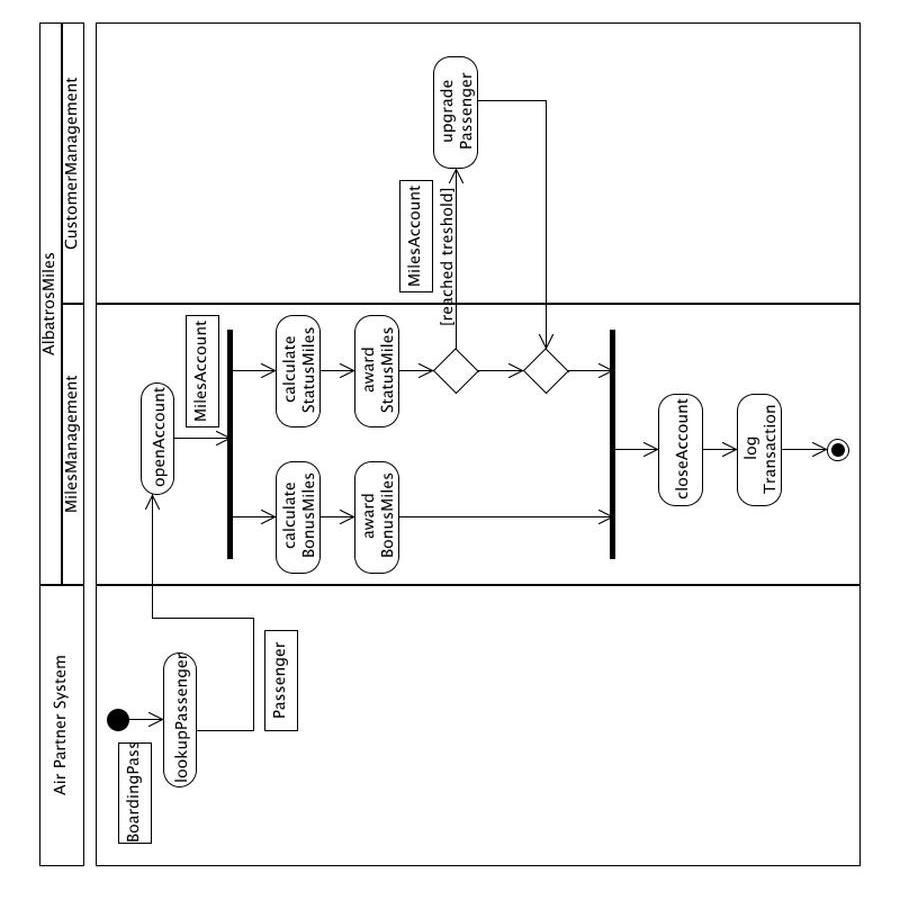 AlbatrosMiles
Air Partner System
MilesManagement
CustomerManagement
BoardingPass
lookupPassenger
Passenger
openAccount
MilesAccount
calculate
BonusMiles
award
BonusMiles
calculate
StatusMiles
award
StatusMiles
MilesAccount
[reached treshold]
upgrade
Passenger
closeAccount
log
Transaction